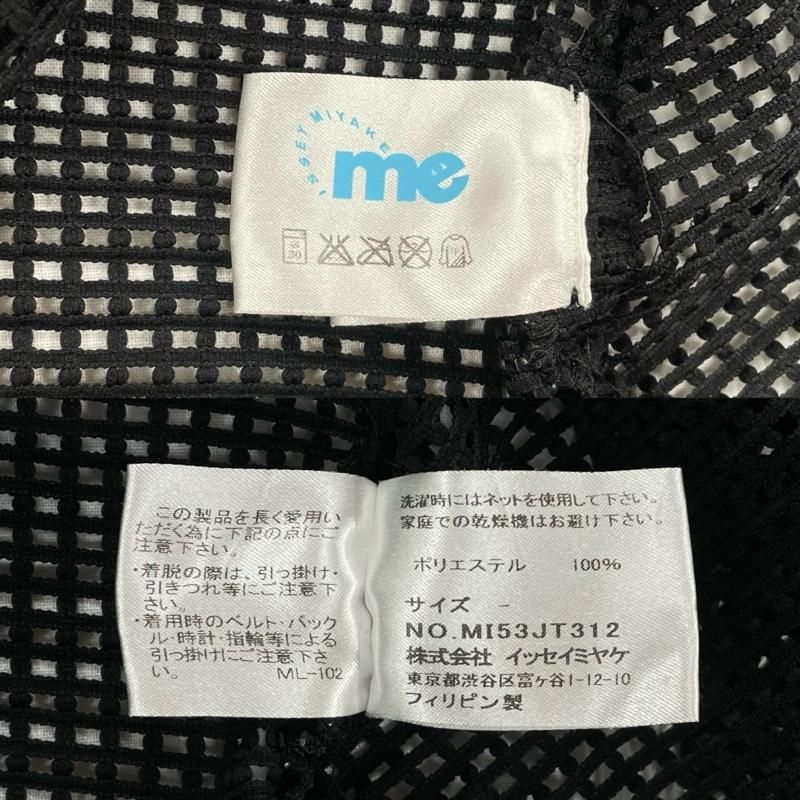 ISSEY MIYAKE
me
弱
30
この製品を長く愛用い
ただく為に下記の点にご
注意下さい。
・着脱の際は、引っ掛け・
引きつれ等にご注意下
さい。
・着用時のベルト・バック
ル・時計・指輪等による
引っ掛けにご注意下さ
い。 ML-102
洗濯時にはネットを使用して下さい。
家庭での乾燥機はお避け下さい。
ポリエステル 100%
サイズ -
NO.MI53JT312
株式会社 イッセイミヤケ
東京都渋谷区富ヶ谷1-12-10
フィリピン製